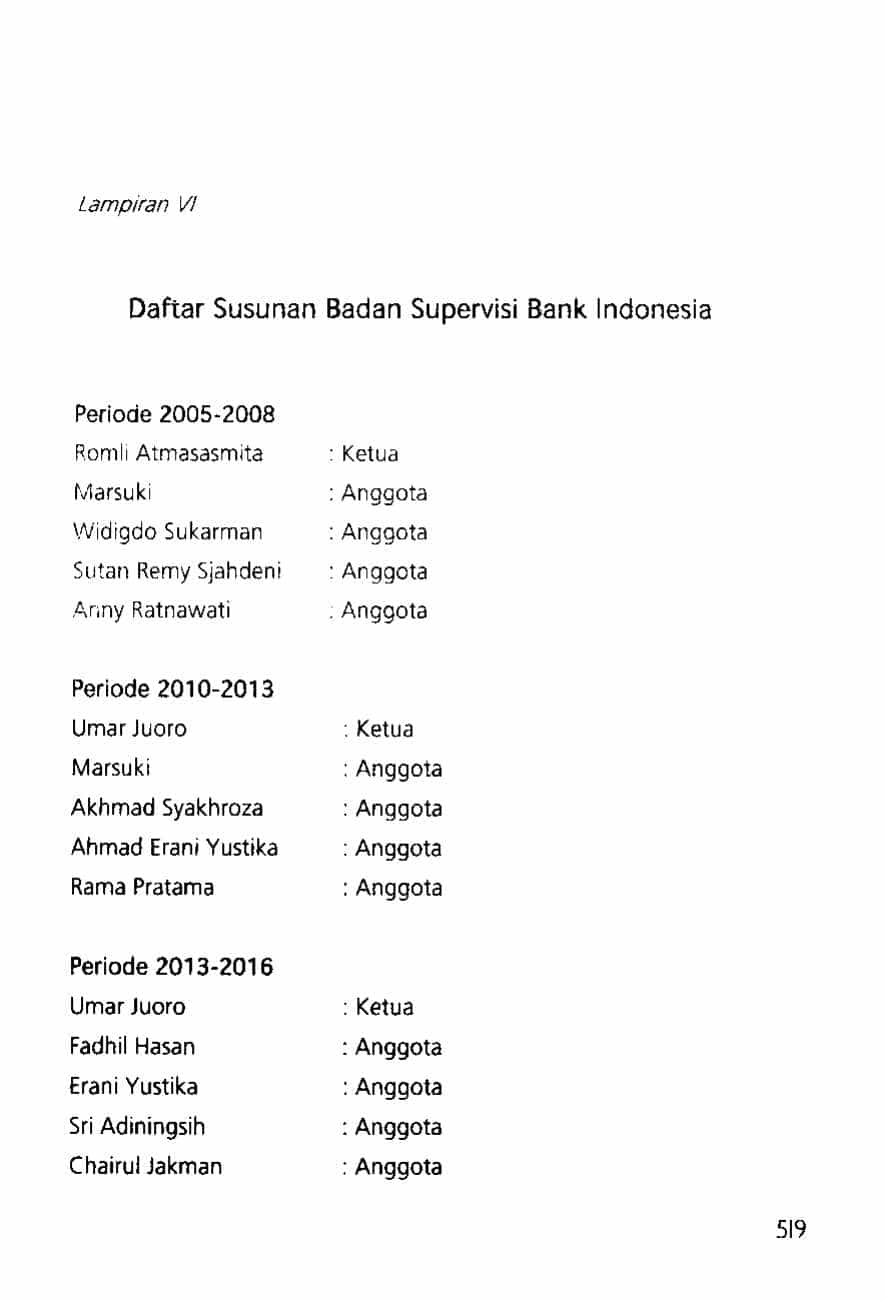 Lampiran VI
Daftar Susunan Badan Supervisi Bank Indonesia
Periode 2005-2008
Romli Atmasasmita : Ketua
Marsuki : Anggota
Widigdo Sukarman : Anggota
Sutan Remy Sjahdeni : Anggota
Anny Ratnawati : Anggota
Periode 2010-2013
Umar Juoro : Ketua
Marsuki : Anggota
Akhmad Syakhroza : Anggota
Ahmad Erani Yustika : Anggota
Rama Pratama : Anggota
Periode 2013-2016
Umar Juoro : Ketua
Fadhil Hasan : Anggota
Erani Yustika : Anggota
Sri Adiningsih : Anggota
Chairul Jakman : Anggota
519